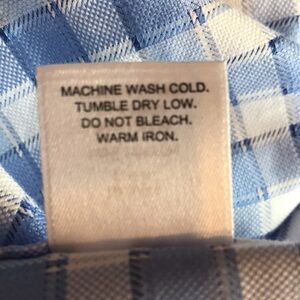 MACHINE WASH COLD.
TUMBLE DRY LOW.
DO NOT BLEACH.
WARM IRON.